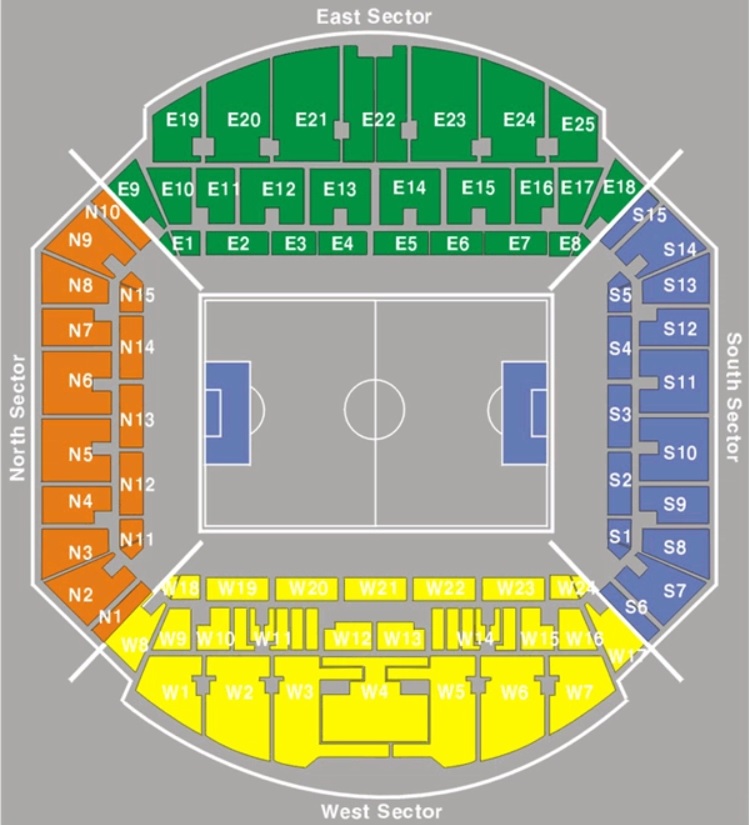 East Sector
E19 E20 E21 E22 E23 E24 E25
E9 E10 E11 E12 E13 E14 E15 E16 E17 E18
E1 E2 E3 E4 E5 E6 E7 E8
N10 S15
N9 S14
N8 N15 S5 S13
N7 S12
N14 S4
N6 S11
North Sector
South Sector
N13 S3
N5 S10
N12 S2
N4 S9
N11 S1
N3 S8
N2 S7
N1 S6
W18 W19 W20 W21 W22 W23 W24
W8 W9 W10 W11 W12 W13 W14 W15 W16 W17
W1 W2 W3 W4 W5 W6 W7
West Sector